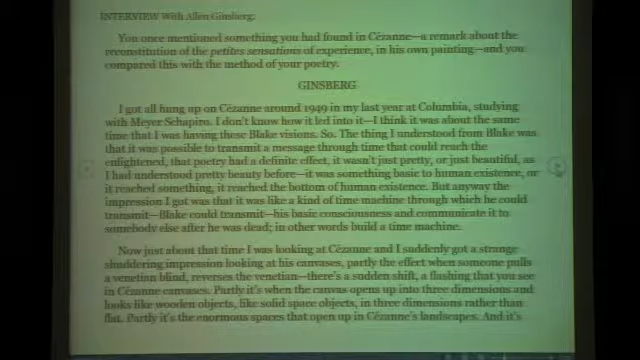 INTERVIEW With Allen Ginsberg:
You once mentioned something you had found in Cézanne—a remark about the
reconstitution of the petites sensations of experience, in his own painting—and you
compared this with the method of your poetry.
GINSBERG
I got all hung up on Cézanne around 1949 in my last year at Columbia, studying
with Meyer Schapiro. I don't know how it led into it—I think it was about the same
time that I was having these Blake visions. So. The thing I understood from Blake was
that it was possible to transmit a message through time that could reach the
enlightened, that poetry had a definite effect, it wasn't just pretty, or just beautiful, as
I had understood pretty beauty before—it was something basic to human existence, or
it reached something, it reached the bottom of human existence. But anyway the
impression I got was that it was like a kind of time machine through which he could
transmit—Blake could transmit—his basic consciousness and communicate it to
somebody else after he was dead; in other words build a time machine.
Now just about that time I was looking at Cézanne and I suddenly got a strange
shuddering impression looking at his canvases, partly the effect when someone pulls
a venetian blind, reverses the venetian—there's a sudden shift, a flashing that you see
in Cézanne canvases. Partly it's when the canvas opens up into three dimensions and
looks like wooden objects, like solid space objects, in three dimensions rather than
flat. Partly it's the enormous spaces that open up in Cézanne's landscapes. And it's